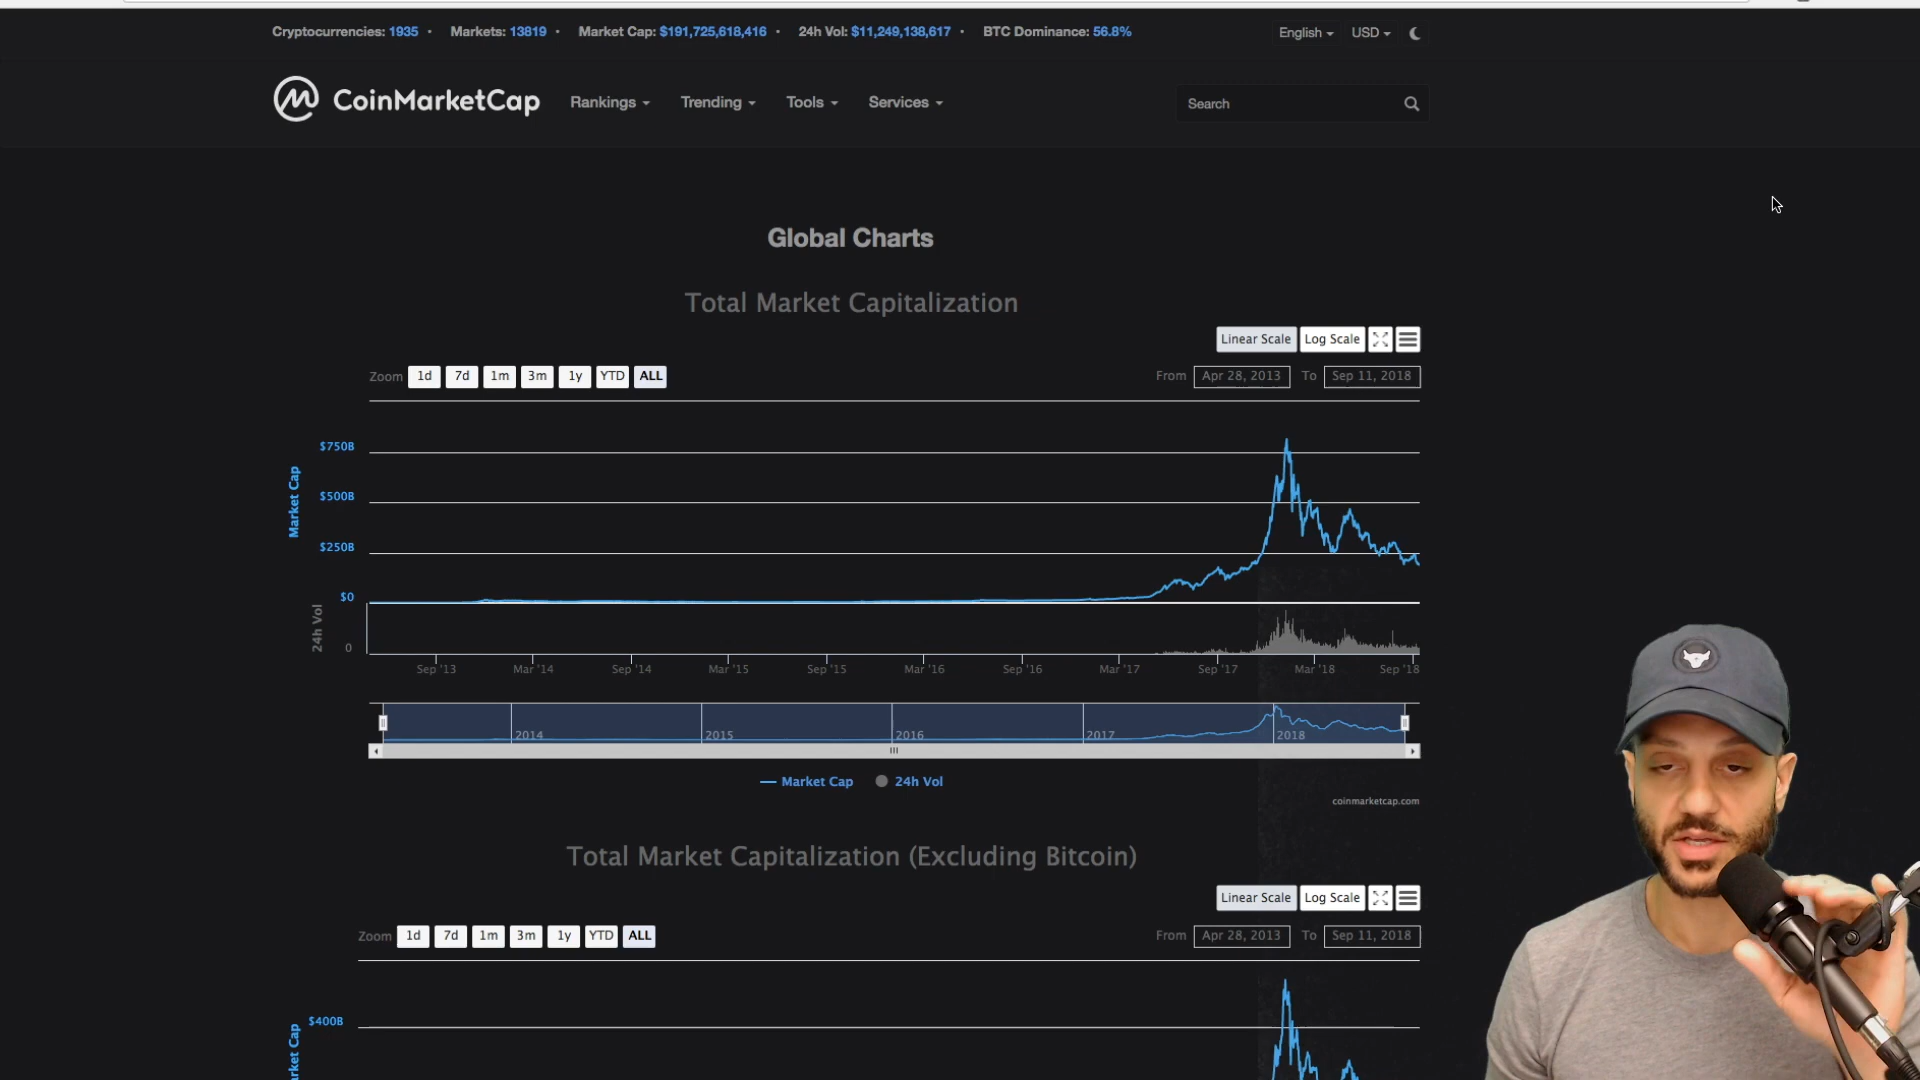 Cryptocurrencies: 1935 • Markets: 13819 • Market Cap: $191,725,618,416 • 24h Vol: $11,249,138,617 • BTC Dominance: 56.8% English USD
CoinMarketCap Rankings Trending Tools Services Search
Global Charts
Total Market Capitalization
Linear Scale Log Scale
Zoom 1d 7d 1m 3m 1y YTD ALL From Apr 28, 2013 To Sep 11, 2018
Market Cap
$750B
$500B
$250B
$0
24h Vol
0
Sep '13 Mar '14 Sep '14 Mar '15 Sep '15 Mar '16 Sep '16 Mar '17 Sep '17 Mar '18 Sep '18
2014 2015 2016 2017 2018
Market Cap 24h Vol
coinmarketcap.com
Total Market Capitalization (Excluding Bitcoin)
Linear Scale Log Scale
Zoom 1d 7d 1m 3m 1y YTD ALL From Apr 28, 2013 To Sep 11, 2018
$400B
rket Cap